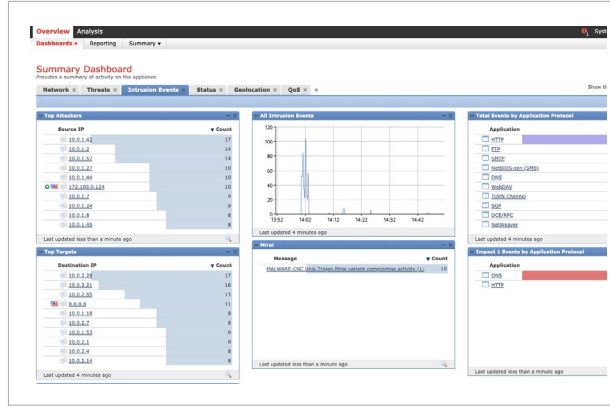 Overview Analysis
Syst
Dashboards ▾ Reporting Summary ▾
Summary Dashboard
Provides a summary of activity on the appliance
Show th
Network × Threats × Intrusion Events × Status × Geolocation × QoS × +
Top Attackers
Source IP ▼ Count
10.0.1.42 17
10.0.1.2 14
10.0.1.57 14
10.0.1.27 10
10.0.1.44 10
172.100.0.124 10
10.0.1.7 9
10.0.1.24 9
10.0.1.8 8
10.0.1.45 8
Last updated less than a minute ago
All Intrusion Events
120
100
80
60
40
20
0
13:52 14:02 14:12 14:22 14:32 14:42
Last updated 4 minutes ago
Total Events by Application Protocol
Application
HTTP
FTP
SMTP
NetBIOS-ssn (SMB)
DNS
WebDAV
TURN Channel
BGP
DCE/RPC
NetWeaver
Last updated 4 minutes ago
Top Targets
Destination IP ▼ Count
10.0.2.29 17
10.0.2.21 16
10.0.2.55 13
8.8.8.8 11
10.0.1.18 9
10.0.2.7 9
10.0.1.53
10.0.2.1
10.0.2.4 8
10.0.2.14 8
Last updated 4 minutes ago
Mirai
Message ▼ Count
MALWARE-CNC Unix.Trojan.Mirai variant compromise activity (1: 10
Last updated less than a minute ago
Impact 1 Events by Application Protocol
Application
DNS
HTTP
Last updated less than a minute ago